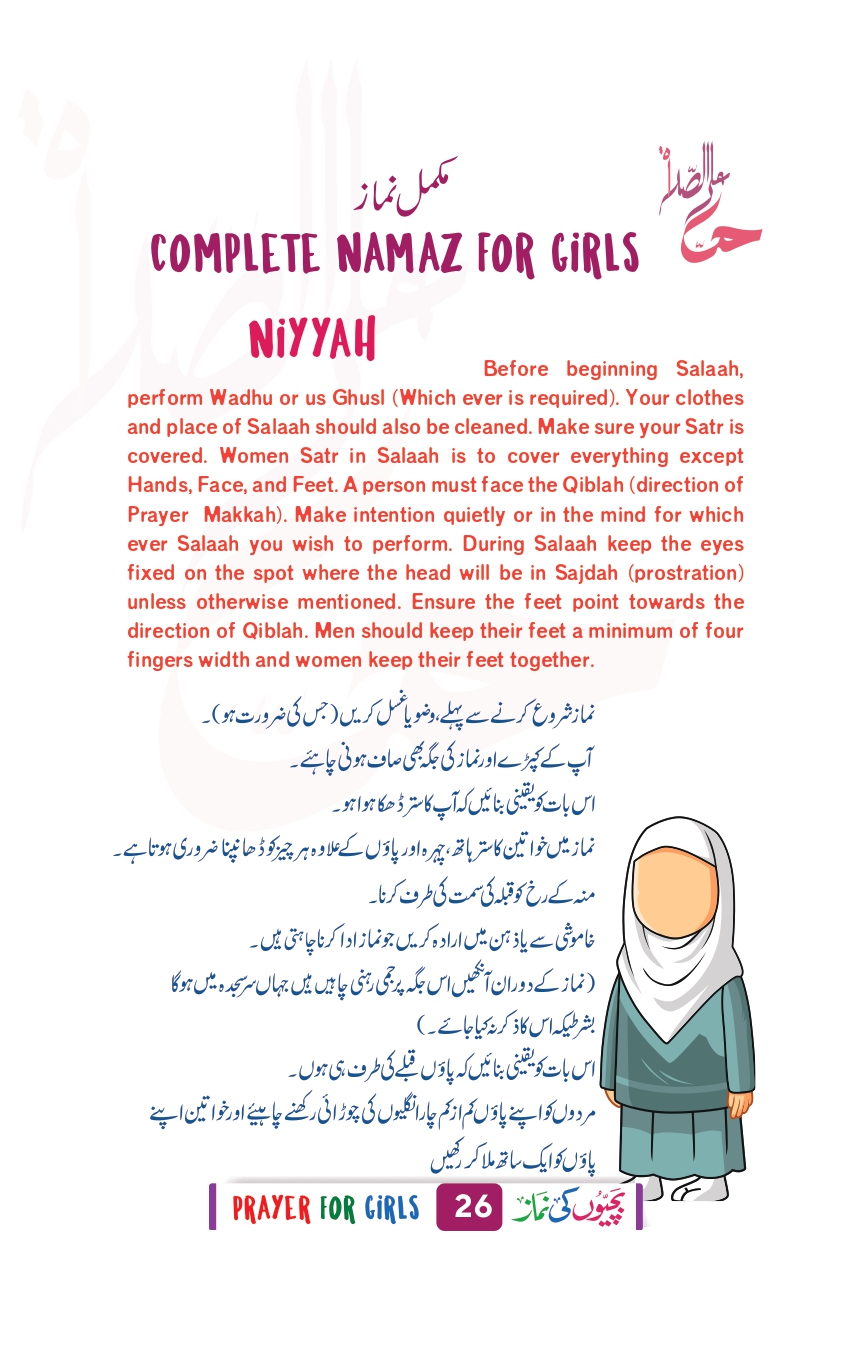 مکمل نماز
حی علی الصلاۃ
COMPLETE NAMAZ FOR GiRLS
NiYYAH
Before beginning Salaah,
perform Wadhu or us Ghusl (Which ever is required). Your clothes
and place of Salaah should also be cleaned. Make sure your Satr is
covered. Women Satr in Salaah is to cover everything except
Hands, Face, and Feet. A person must face the Qiblah (direction of
Prayer Makkah). Make intention quietly or in the mind for which
ever Salaah you wish to perform. During Salaah keep the eyes
fixed on the spot where the head will be in Sajdah (prostration)
unless otherwise mentioned. Ensure the feet point towards the
direction of Qiblah. Men should keep their feet a minimum of four
fingers width and women keep their feet together.
نماز شروع کرنے سے پہلے، وضو یا غسل کریں (جس کی ضرورت ہو)۔
آپ کے کپڑے اور نماز کی جگہ بھی صاف ہونی چاہئے۔
اس بات کو یقینی بنائیں کہ آپ کا ستر ڈھکا ہوا ہو۔
نماز میں خواتین کا ستر ہاتھ، چہرہ اور پاؤں کے علاوہ ہر چیز کو ڈھانپنا ضروری ہوتا ہے۔
منہ کے رخ کو قبلہ کی سمت کی طرف کرنا۔
خاموشی سے یا ذہن میں ارادہ کریں جو نماز ادا کرنا چاہتی ہیں۔
(نماز کے دوران آنکھیں اس جگہ پر جمی رہنی چاہیں ہیں جہاں سر سجدہ میں ہوگا
بشرطیکہ اس کا ذکر نہ کیا جائے۔)
اس بات کو یقینی بنائیں کہ پاؤں قبلے کی طرف ہی ہوں۔
مردوں کو اپنے پاؤں کم از کم چار انگلیوں کی چوڑائی رکھنے چاہیئے اور خواتین اپنے
پاؤں کو ایک ساتھ ملا کر رکھیں
PRAYER FOR GiRLS 26 بچیوں کی نماز